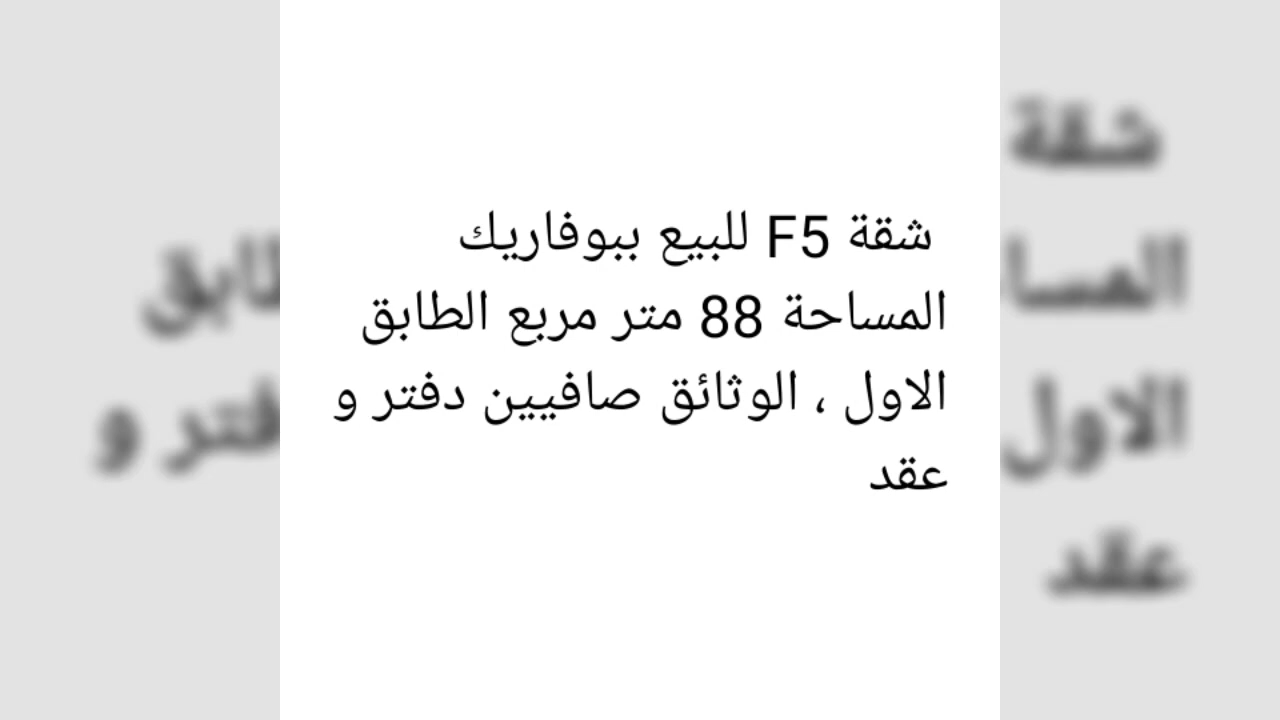 شقة F5 للبيع ببوفاريك
المساحة 88 متر مربع الطابق
الاول ، الوثائق صافيين دفتر و
عقد